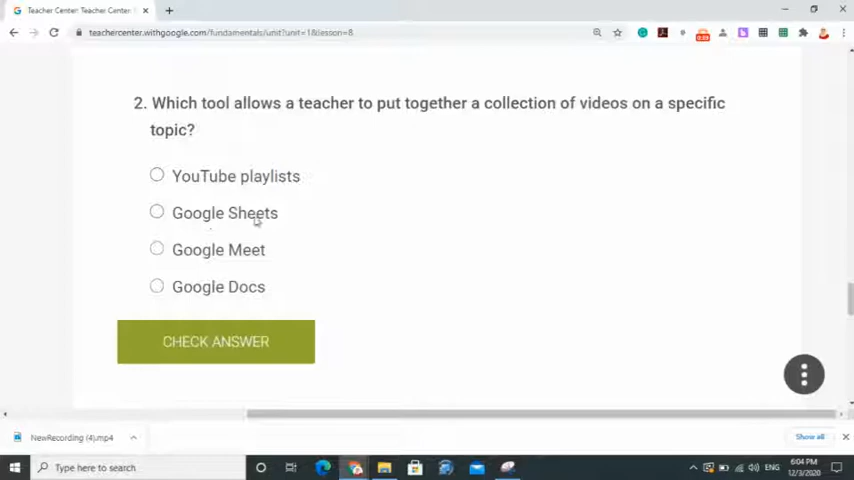 Teacher Center: Teacher Center:
teachercenter.withgoogle.com/fundamentals/unit?unit=1&lesson=8
2. Which tool allows a teacher to put together a collection of videos on a specific
topic?
YouTube playlists
Google Sheets
Google Meet
Google Docs
CHECK ANSWER
NewRecording (4).mp4
Show all
Type here to search
ENG
6:04 PM
12/3/2020